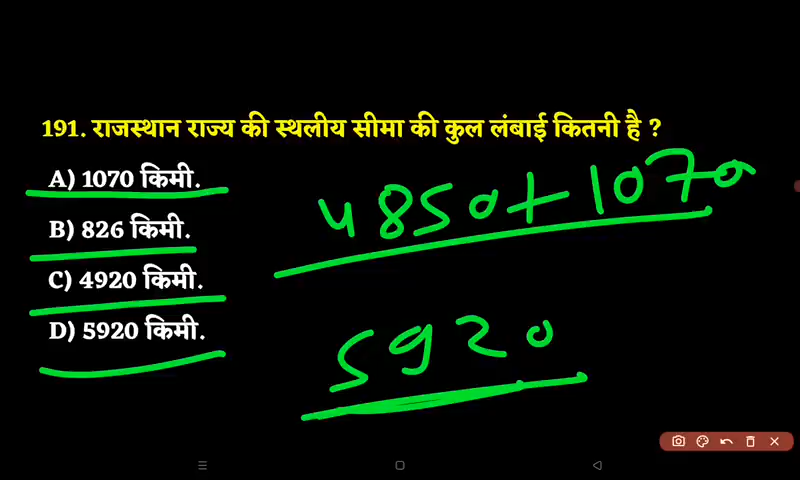 191. राजस्थान राज्य की स्थलीय सीमा की कुल लंबाई कितनी है ?
A) 1070 किमी.
4850+1070
B) 826 किमी.
C) 4920 किमी.
D) 5920 किमी.
5920